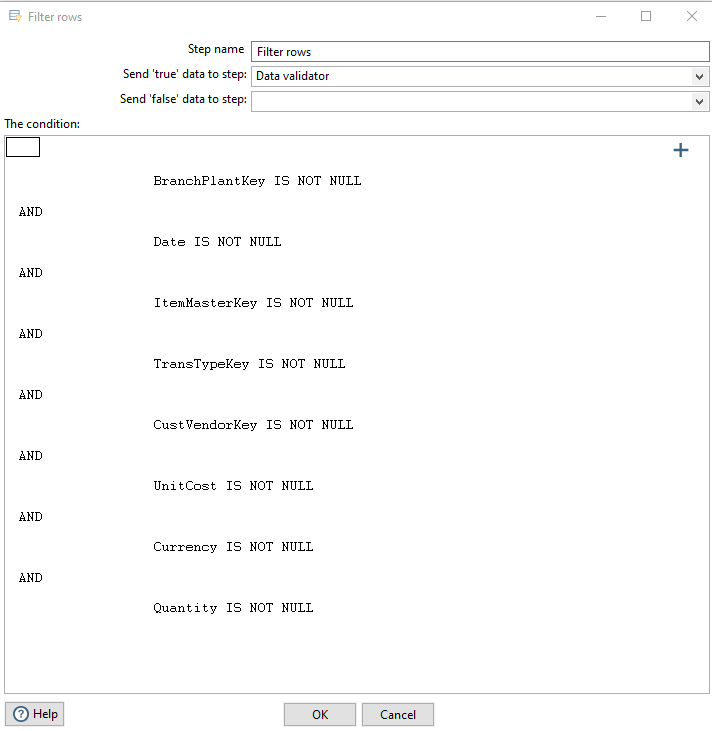 Filter rows
Step name Filter rows
Send 'true' data to step: Data validator
Send 'false' data to step:
The condition:
BranchPlantKey IS NOT NULL
AND
Date IS NOT NULL
AND
ItemMasterKey IS NOT NULL
AND
TransTypeKey IS NOT NULL
AND
CustVendorKey IS NOT NULL
AND
UnitCost IS NOT NULL
AND
Currency IS NOT NULL
AND
Quantity IS NOT NULL
Help OK Cancel